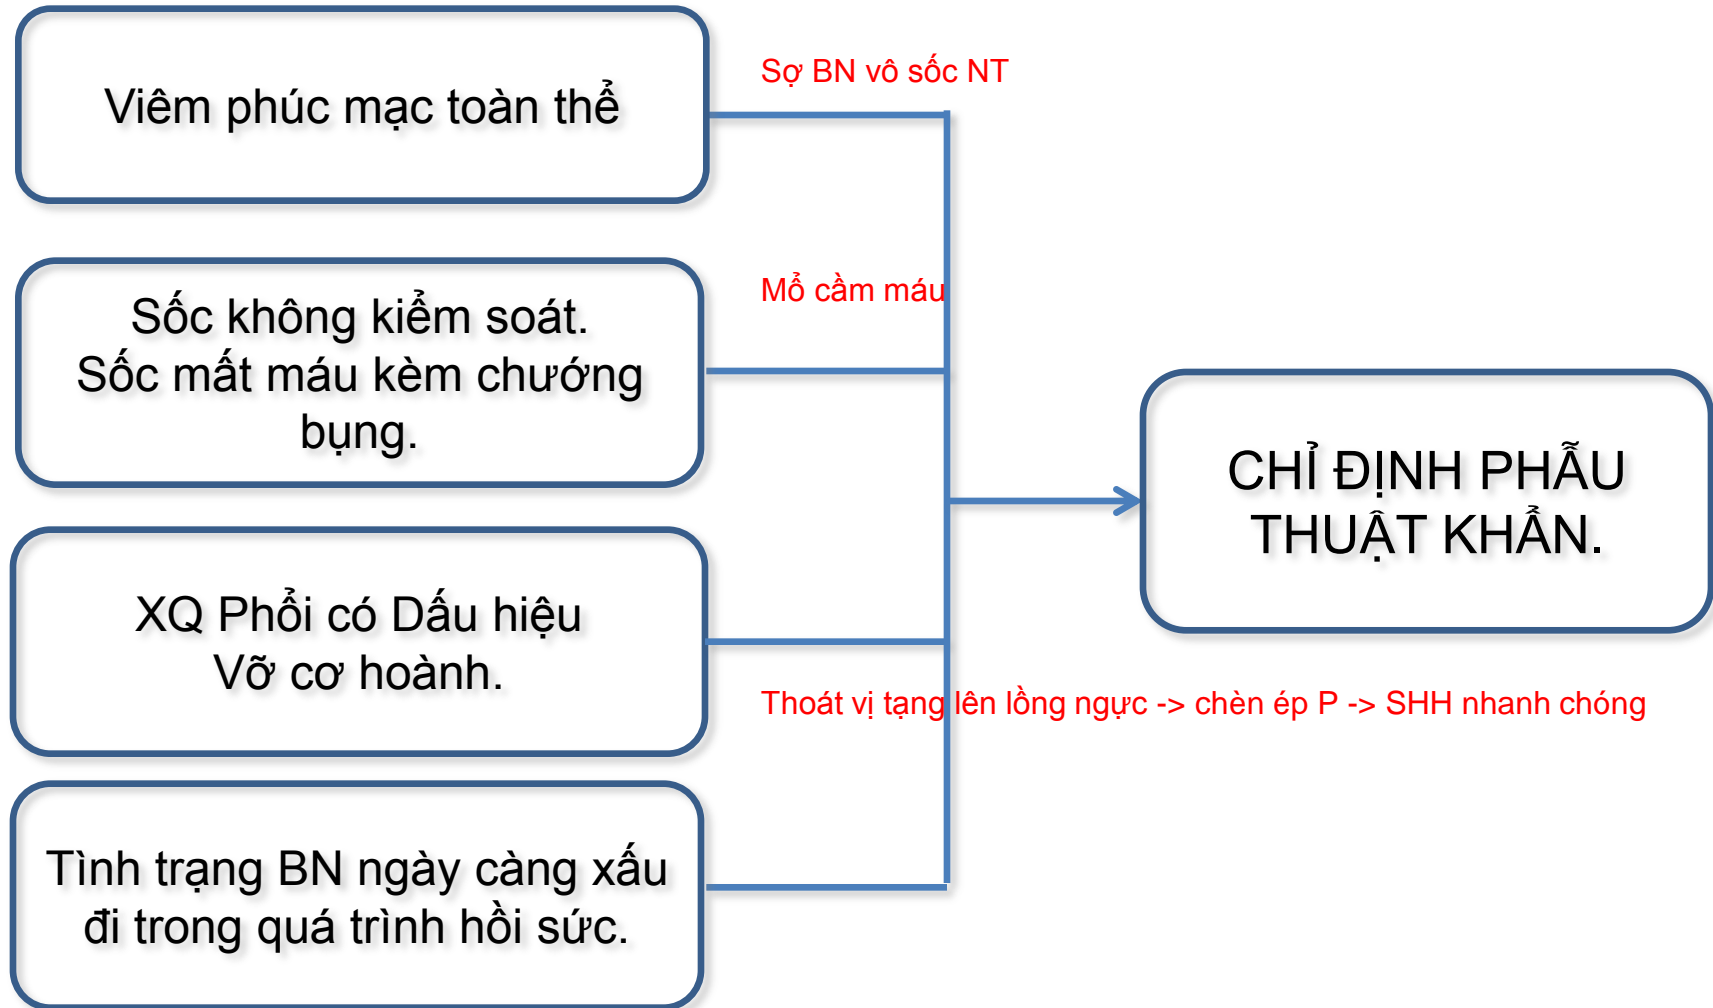 Viêm phúc mạc toàn thể
Sợ BN vô sốc NT
Sốc không kiểm soát.
Sốc mất máu kèm chướng
bụng.
Mổ cầm máu
XQ Phổi có Dấu hiệu
Vỡ cơ hoành.
Thoát vị tạng lên lồng ngực -> chèn ép P -> SHH nhanh chóng
Tình trạng BN ngày càng xấu
đi trong quá trình hồi sức.
CHỈ ĐỊNH PHẪU
THUẬT KHẨN.